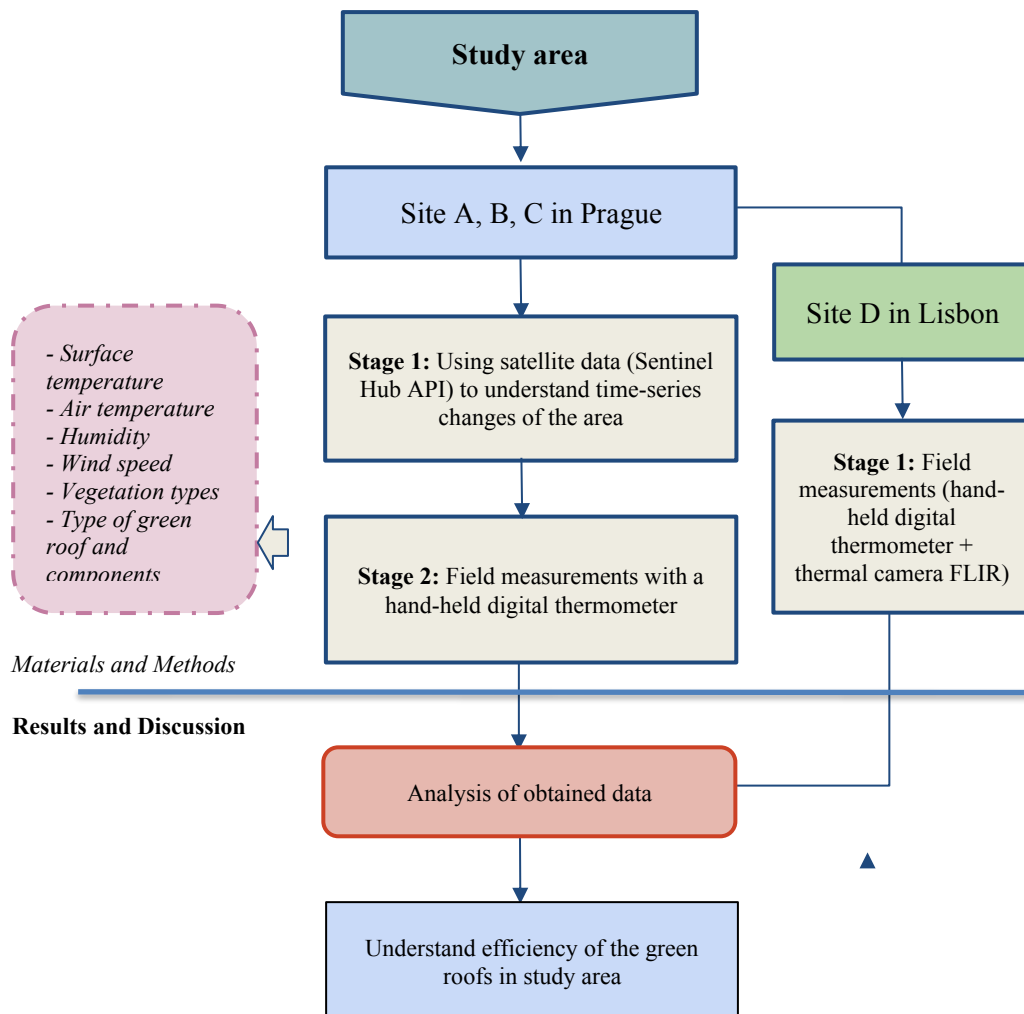 Study area
Site A, B, C in Prague
Site D in Lisbon
Stage 1: Using satellite data (Sentinel
Hub API) to understand time-series
changes of the area
Stage 1: Field
measurements (hand-
held digital
thermometer +
thermal camera FLIR)
- Surface
temperature
- Air temperature
- Humidity
- Wind speed
- Vegetation types
- Type of green
roof and
components
Stage 2: Field measurements with a
hand-held digital thermometer
Materials and Methods
Results and Discussion
Analysis of obtained data
Understand efficiency of the green
roofs in study area